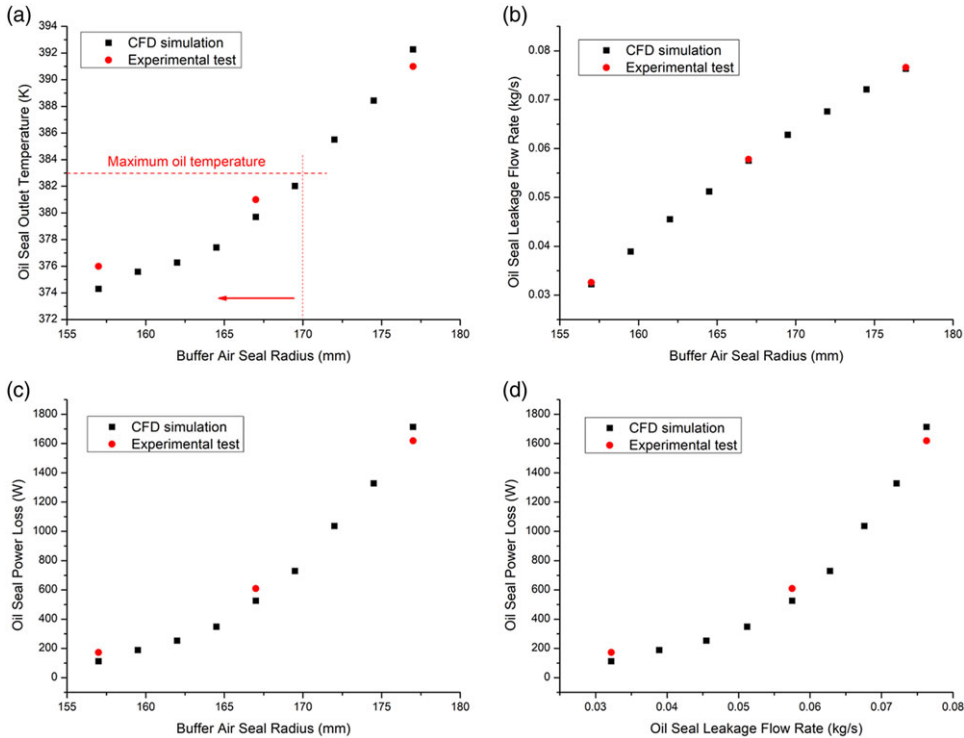 (a)
CFD simulation
Experimental test
Maximum oil temperature
392
390
388
386
384
382
380
378
376
374
372
155
160
165
170
175
180
Oil Seal Outlet Temperature (K)
Buffer Air Seal Radius (mm)
(b)
CFD simulation
Experimental test
0.08
0.07
0.06
0.05
0.04
0.03
155
160
165
170
175
180
Oil Seal Leakage Flow Rate (kg/s)
Buffer Air Seal Radius (mm)
(c)
CFD simulation
Experimental test
1800
1600
1400
1200
1000
800
600
400
200
0
155
160
165
170
175
180
Oil Seal Power Loss (W)
Buffer Air Seal Radius (mm)
(d)
CFD simulation
Experimental test
1800
1600
1400
1200
1000
800
600
400
200
0
0.03
0.04
0.05
0.06
0.07
0.08
Oil Seal Power Loss (W)
Oil Seal Leakage Flow Rate (kg/s)